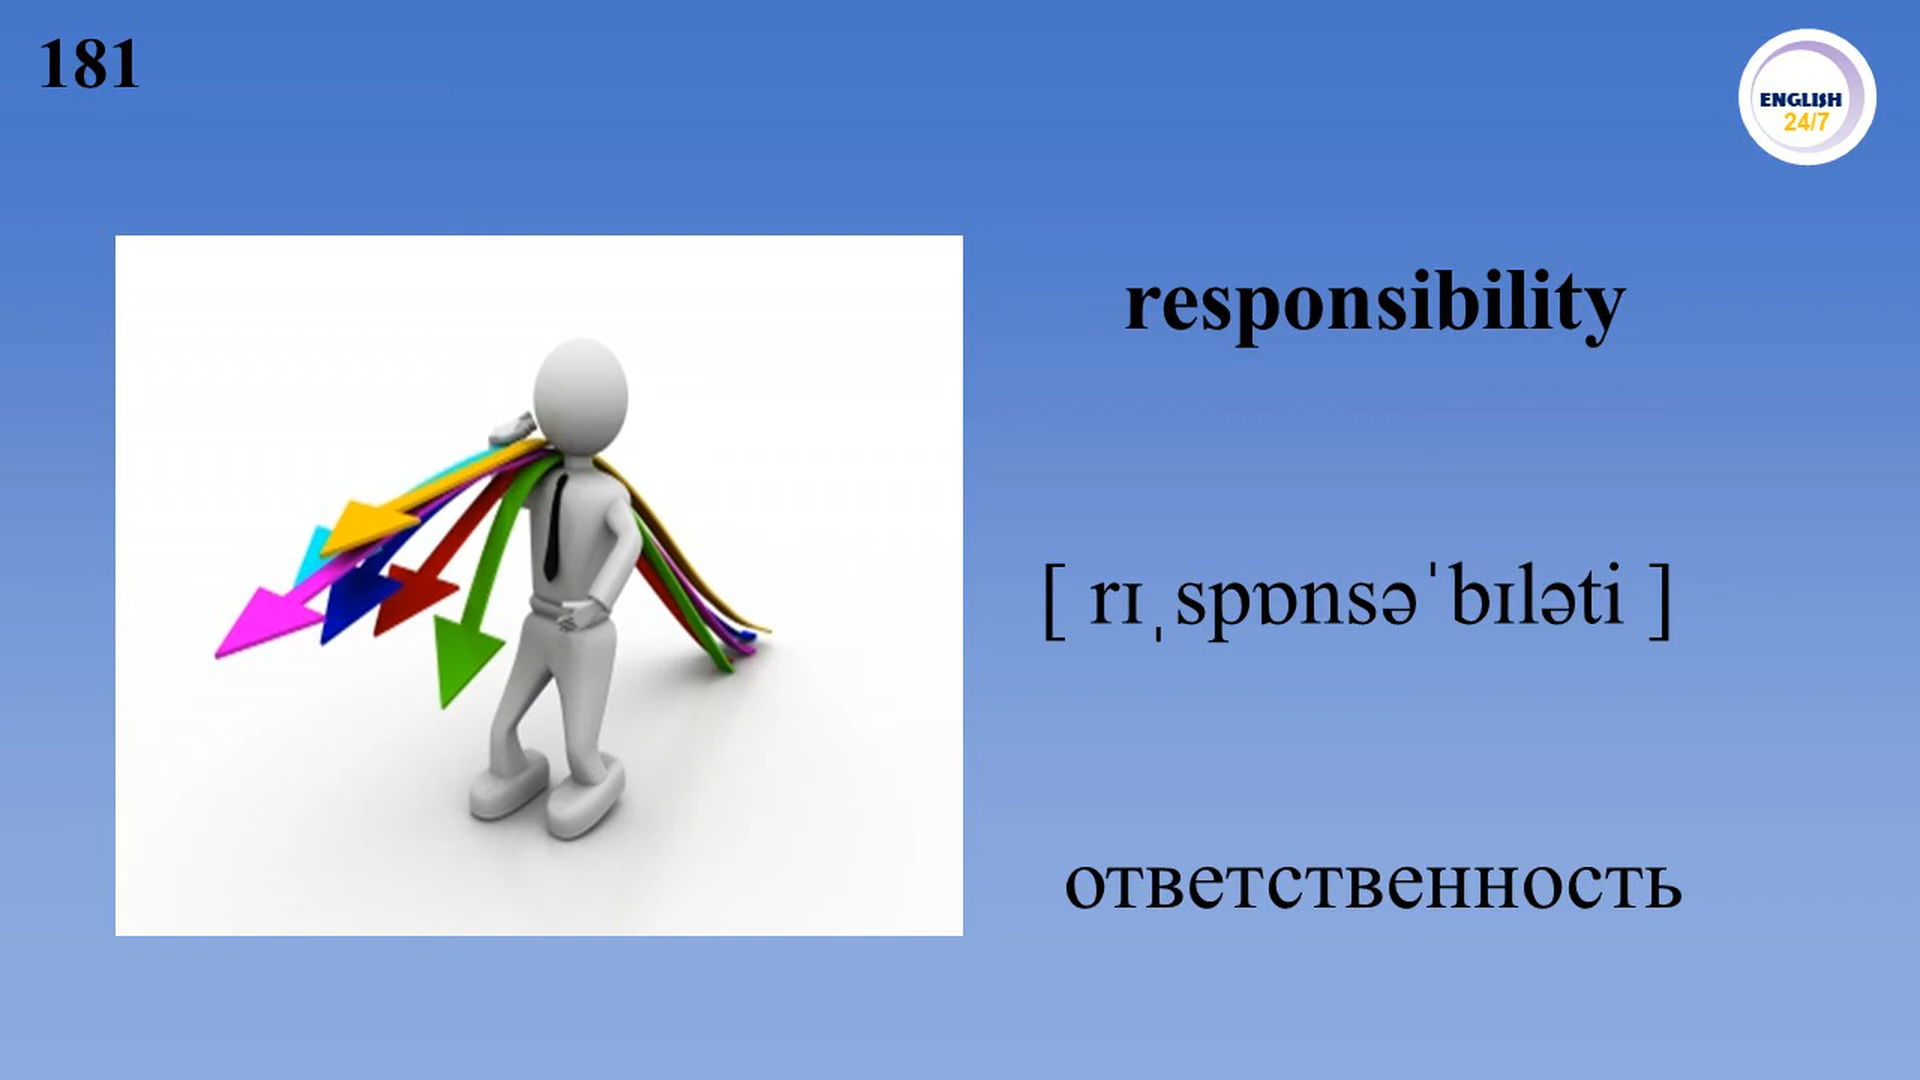 181
ENGLISH
24/7
responsibility
[ rɪˌspɒnsəˈbɪləti ]
ответственность